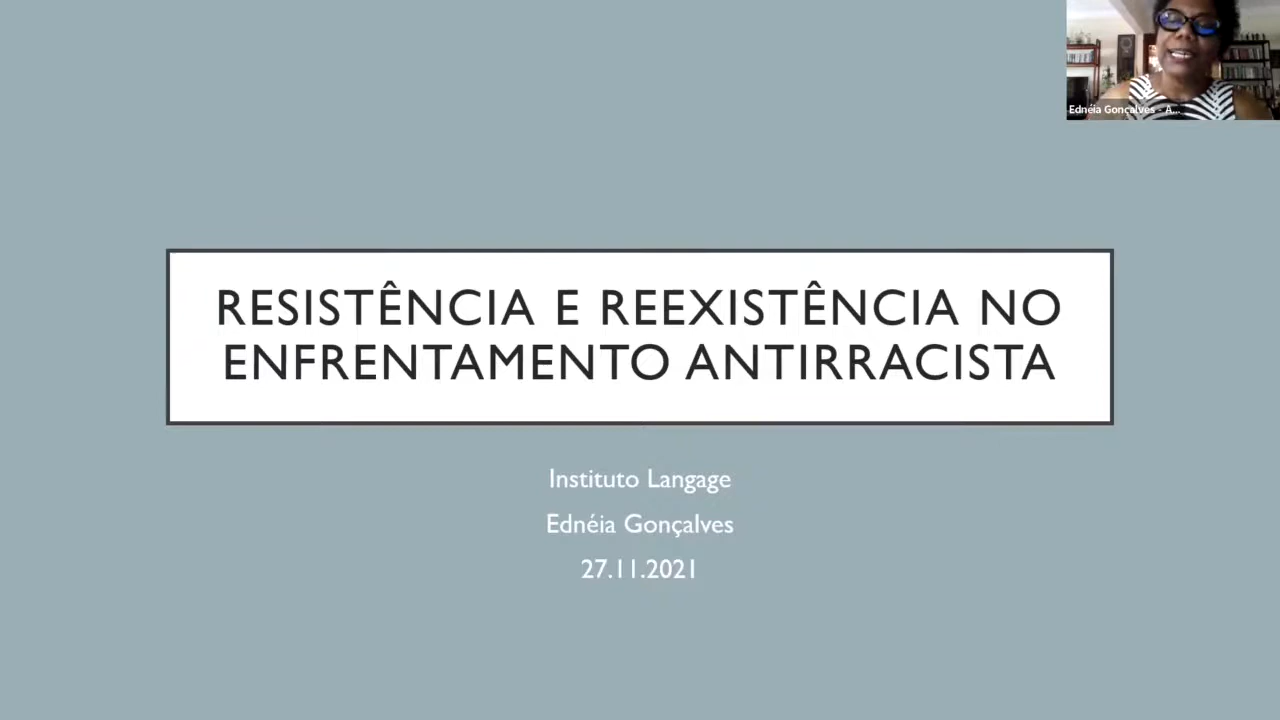 Ednéia Gonçalves - A...
RESISTÊNCIA E REEXISTÊNCIA NO
ENFRENTAMENTO ANTIRRACISTA
Instituto Langage
Ednéia Gonçalves
27.11.2021